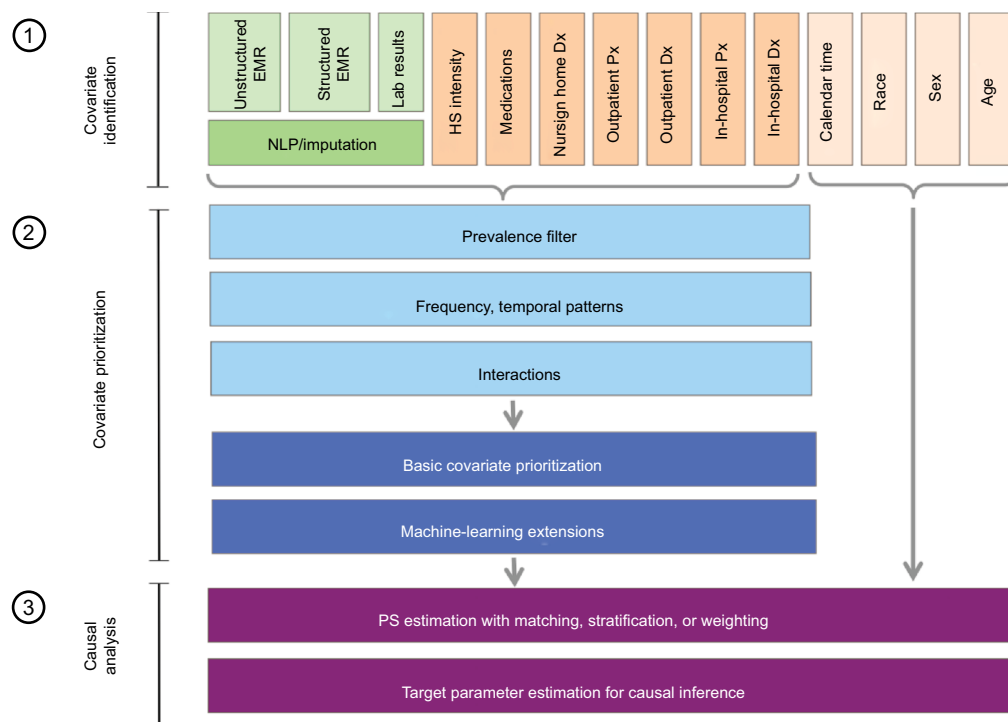 1
Covariate
identification
Unstructured
EMR
Structured
EMR
Lab results
NLP/imputation
HS intensity
Medications
Nursign home Dx
Outpatient Px
Outpatient Dx
In-hospital Px
In-hospital Dx
Calendar time
Race
Sex
Age
2
Covariate prioritization
Prevalence filter
Frequency, temporal patterns
Interactions
Basic covariate prioritization
Machine-learning extensions
3
Causal
analysis
PS estimation with matching, stratification, or weighting
Target parameter estimation for causal inference